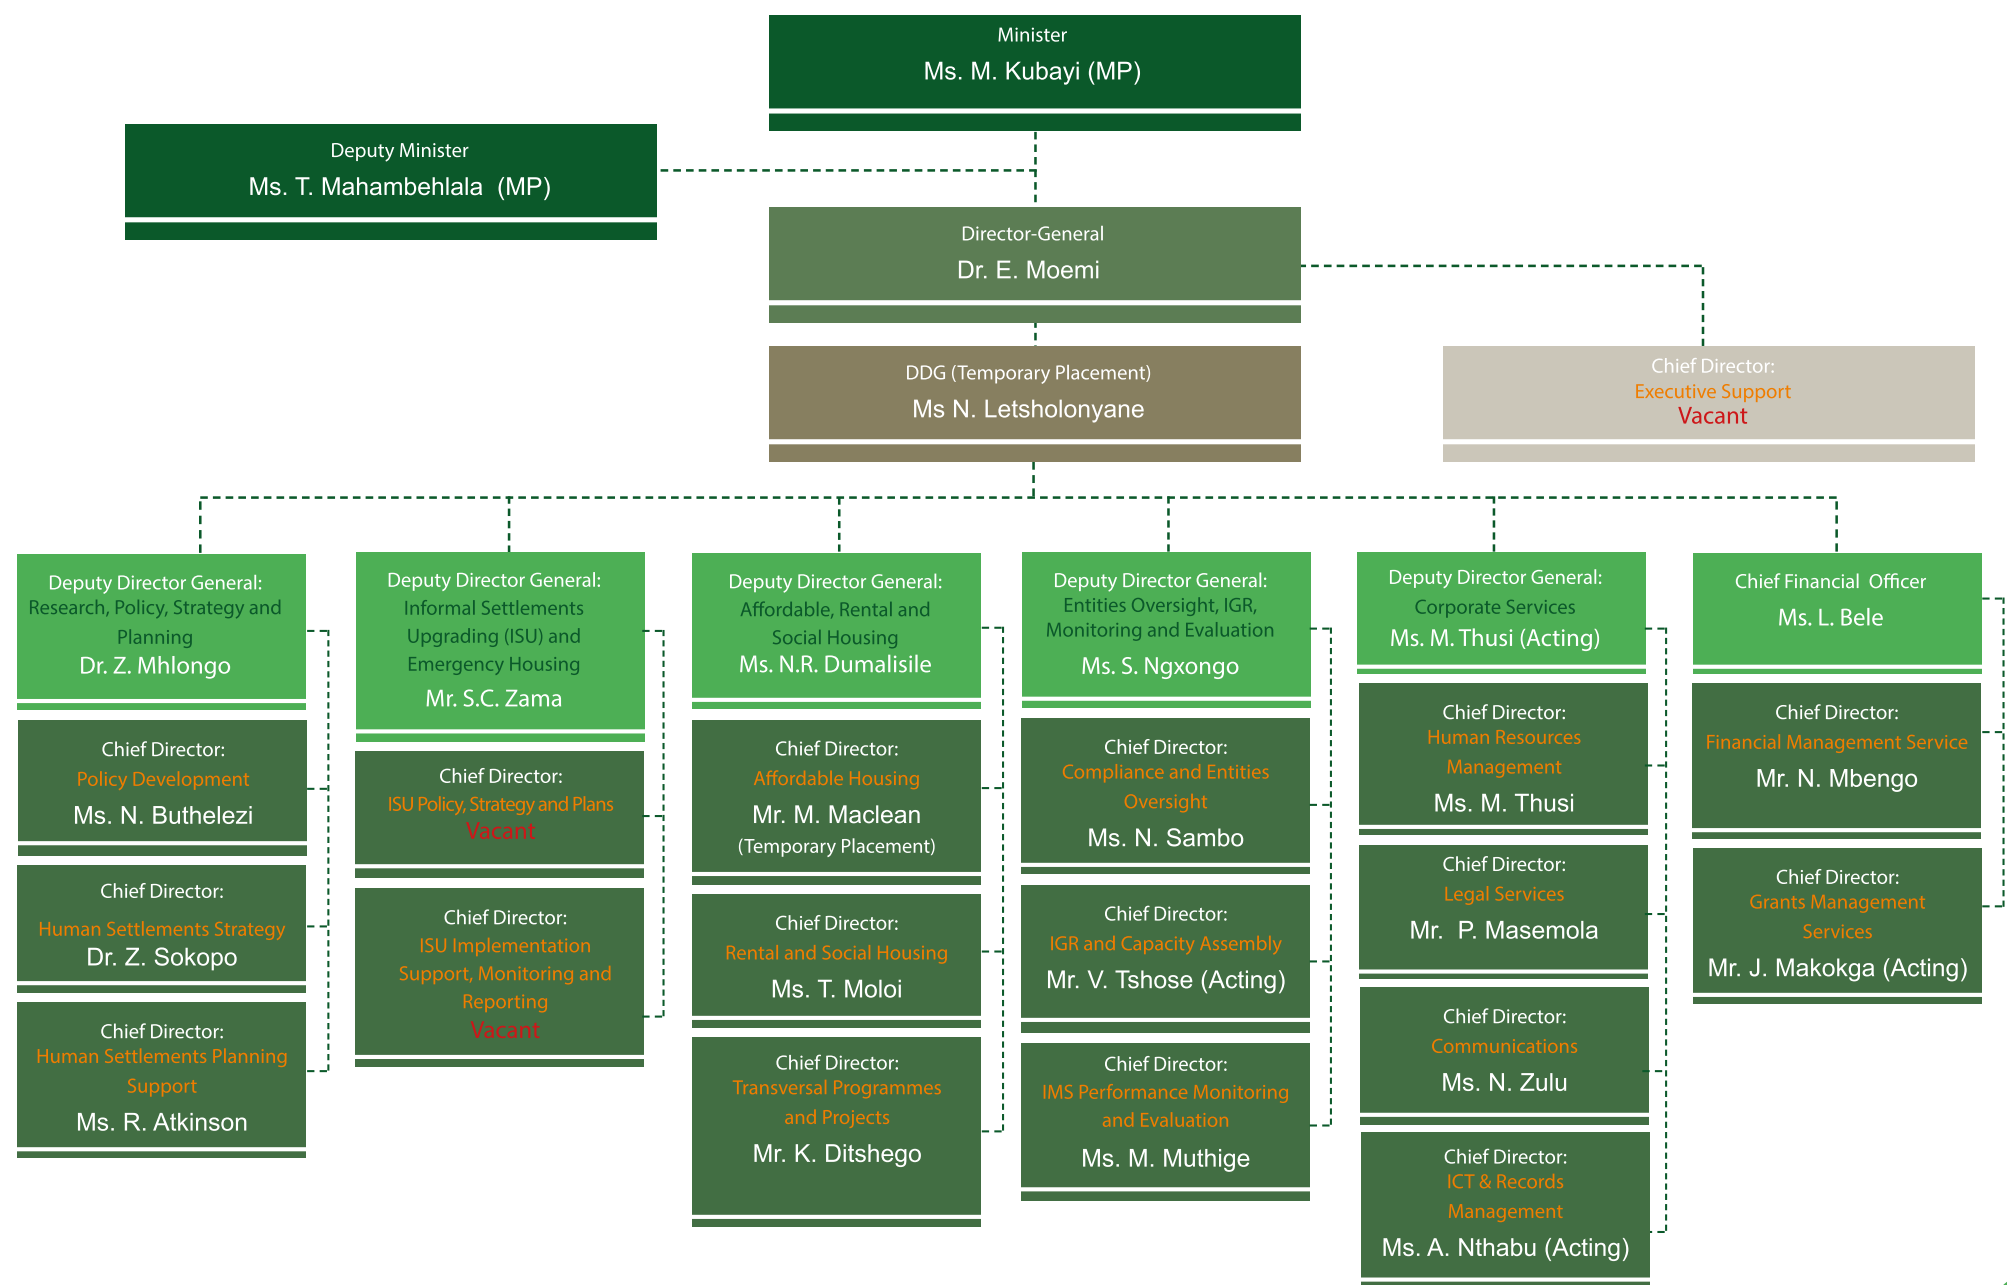 Minister
Ms. M. Kubayi (MP)
Deputy Minister
Ms. T. Mahambehlala (MP)
Director-General
Dr. E. Moemi
DDG (Temporary Placement)
Ms N. Letsholonyane
Chief Director:
Executive Support
Vacant
Deputy Director General:
Research, Policy, Strategy and
Planning
Dr. Z. Mhlongo
Chief Director:
Policy Development
Ms. N. Buthelezi
Chief Director:
Human Settlements Strategy
Dr. Z. Sokopo
Chief Director:
Human Settlements Planning
Support
Ms. R. Atkinson
Deputy Director General:
Informal Settlements
Upgrading (ISU) and
Emergency Housing
Mr. S.C. Zama
Chief Director:
ISU Policy, Strategy and Plans
Vacant
Chief Director:
ISU Implementation
Support, Monitoring and
Reporting
Vacant
Deputy Director General:
Affordable, Rental and
Social Housing
Ms. N.R. Dumalisile
Chief Director:
Affordable Housing
Mr. M. Maclean
(Temporary Placement)
Chief Director:
Rental and Social Housing
Ms. T. Moloi
Chief Director:
Transversal Programmes
and Projects
Mr. K. Ditshego
Deputy Director General:
Entities Oversight, IGR,
Monitoring and Evaluation
Ms. S. Ngxongo
Chief Director:
Compliance and Entities
Oversight
Ms. N. Sambo
Chief Director:
IGR and Capacity Assembly
Mr. V. Tshose (Acting)
Chief Director:
IMS Performance Monitoring
and Evaluation
Ms. M. Muthige
Deputy Director General:
Corporate Services
Ms. M. Thusi (Acting)
Chief Director:
Human Resources
Management
Ms. M. Thusi
Chief Director:
Legal Services
Mr. P. Masemola
Chief Director:
Communications
Ms. N. Zulu
Chief Director:
ICT & Records
Management
Ms. A. Nthabu (Acting)
Chief Financial Officer
Ms. L. Bele
Chief Director:
Financial Management Service
Mr. N. Mbengo
Chief Director:
Grants Management
Services
Mr. J. Makokga (Acting)